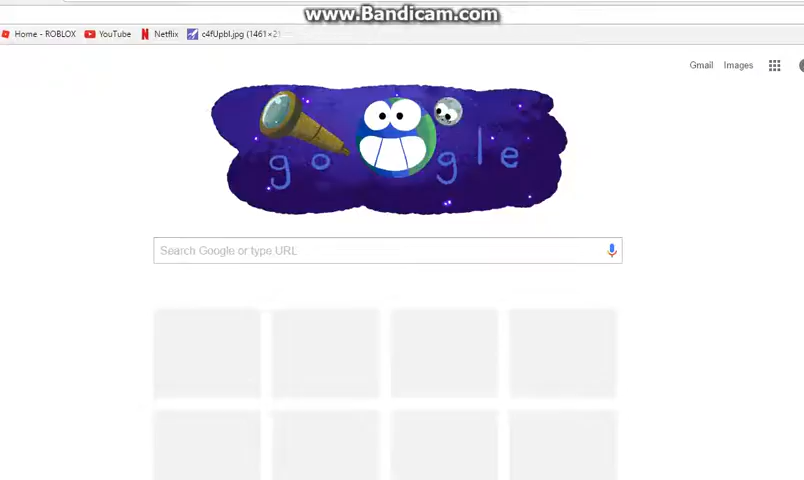 www.Bandicam.com
Home - ROBLOX YouTube Netflix c4fUpbl.jpg (1461×21
Gmail Images
go gle
Search Google or type URL